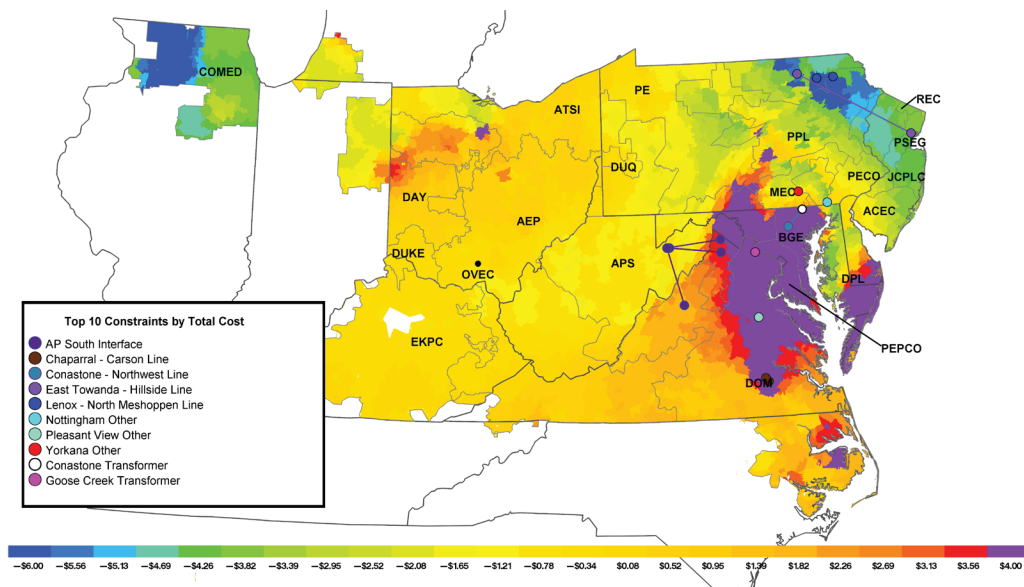 COMED
ATSI
PE
REC
PPL
PSEG
DUQ
PECO
JCPLC
DAY
MEC
ACEC
AEP
BGE
DUKE
APS
OVEC
DPL
PEPCO
EKPC
DOM
Top 10 Constraints by Total Cost
AP South Interface
Chaparral - Carson Line
Conastone - Northwest Line
East Towanda - Hillside Line
Lenox - North Meshoppen Line
Nottingham Other
Pleasant View Other
Yorkana Other
Conastone Transformer
Goose Creek Transformer
−$6.00 −$5.56 −$5.13 −$4.69 −$4.26 −$3.82 −$3.39 −$2.95 −$2.52 −$2.08 −$1.65 −$1.21 −$0.78 −$0.34 $0.08 $0.52 $0.95 $1.39 $1.82 $2.26 $2.69 $3.13 $3.56 $4.00